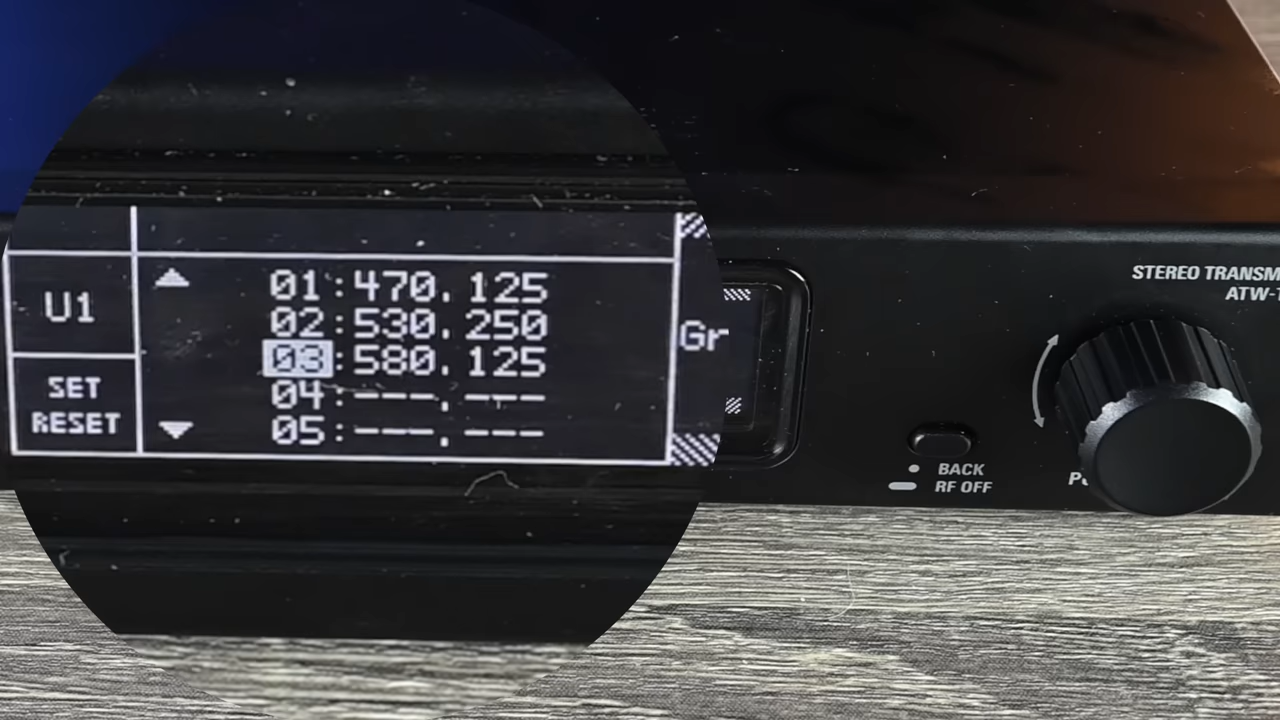 U1
SET
RESET
01:470.125
02:530.250
03:580.125
04:---.---
05:---.---
Gr
STEREO TRANSM
ATW-T
BACK
RF OFF